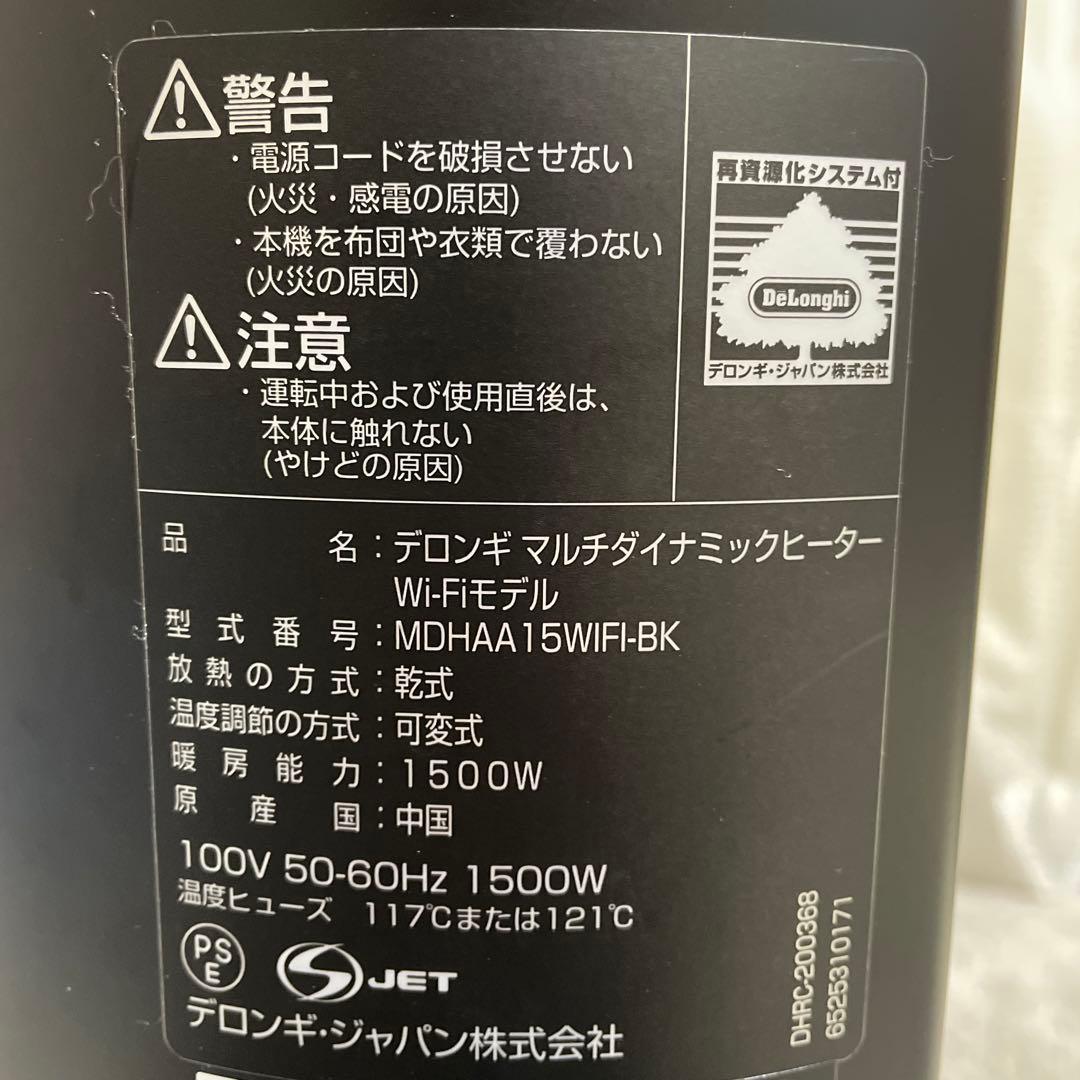 警告
・電源コードを破損させない
(火災・感電の原因)
・本機を布団や衣類で覆わない
(火災の原因)
注意
・運転中および使用直後は、
本体に触れない
(やけどの原因)
再資源化システム付
DeLonghi
デロンギ・ジャパン株式会社
品名：デロンギ マルチダイナミックヒーター
Wi-Fiモデル
型式番号：MDHAA15WIFI-BK
放熱の方式：乾式
温度調節の方式：可変式
暖房能力：1500W
原産国：中国
100V 50-60Hz 1500W
温度ヒューズ 117℃または121℃
PSE
JET
デロンギ・ジャパン株式会社
DHRC-200368
6525310171